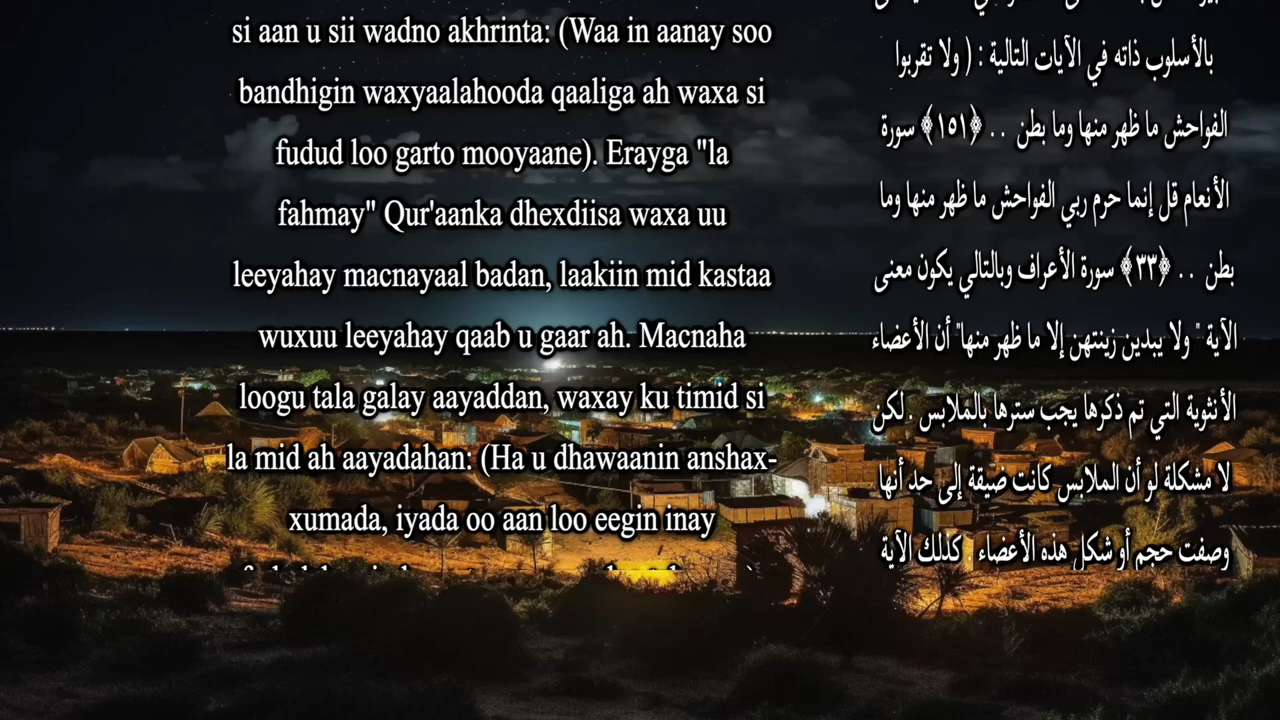 si aan u sii wadno akhrinta: (Waa in aanay soo
bandhigin waxyaalahooda qaaliga ah waxa si
fudud loo garto mooyaane). Erayga "la
fahmay" Qur'aanka dhexdiisa waxa uu
leeyahay macnayaal badan, laakiin mid kastaa
wuxuu leeyahay qaab u gaar ah. Macnaha
loogu tala galay aayaddan, waxay ku timid si
la mid ah aayadahan: (Ha u dhawaanin anshax-
xumada, iyada oo aan loo eegin inay
بالأسلوب ذاته في الآيات التالية : ( ولا تقربوا
الفواحش ما ظهر منها وما بطن . . ﴿١٥١﴾ سورة
الأنعام قل إنما حرم ربي الفواحش ما ظهر منها وما
بطن . . ﴿٣٣﴾ سورة الأعراف وبالتالي يكون معنى
الآية " ولا يبدين زينتهن إلا ما ظهر منها" أن الأعضاء
الأنثوية التي تم ذكرها يجب سترها بالملابس . لكن
لا مشكلة لو أن الملابس كانت ضيقة إلى حد أنها
وصفت حجم أو شكل هذه الأعضاء . كذلك الآية